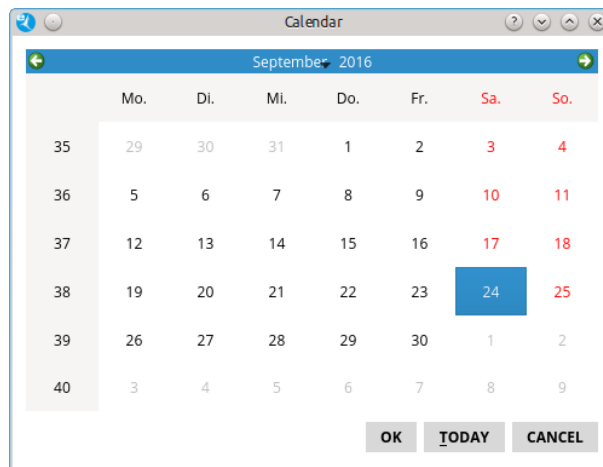 Calendar
September 2016
Mo. Di. Mi. Do. Fr. Sa. So.
35 29 30 31 1 2 3 4
36 5 6 7 8 9 10 11
37 12 13 14 15 16 17 18
38 19 20 21 22 23 24 25
39 26 27 28 29 30 1 2
40 3 4 5 6 7 8 9
OK TODAY CANCEL